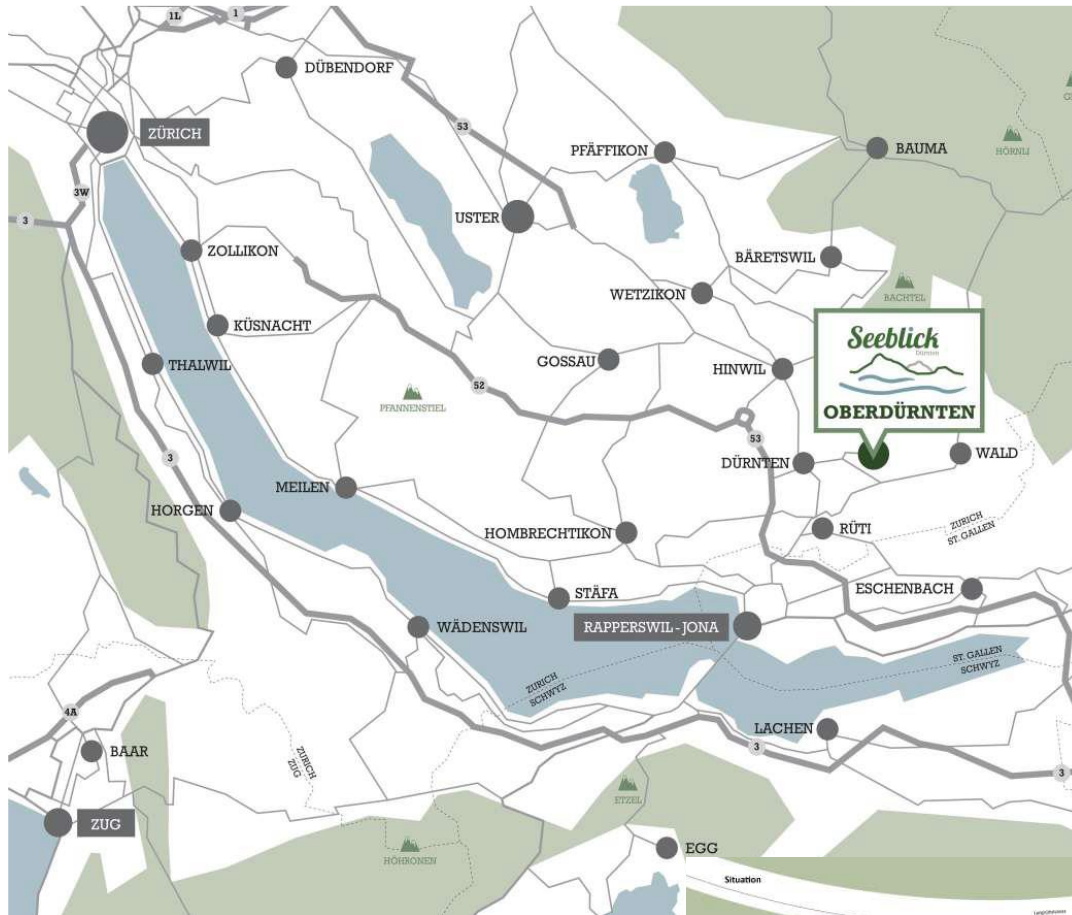 1L
1
DÜBENDORF
53
ZÜRICH
PFÄFFIKON
BAUMA
HÖRNLI
3W
3
USTER
ZOLLIKON
BÄRETSWIL
WETZIKON
BACHTEL
KÜSNACHT
Seeblick
Dürnten
OBERDÜRNTEN
THALWIL
GOSSAU
HINWIL
52
PFANNENSTIEL
53
3
DÜRNTEN
WALD
MEILEN
HORGEN
HOMBRECHTIKON
RÜTI
ZURICH
ST. GALLEN
STÄFA
ESCHENBACH
WÄDENSWIL
RAPPERSWIL-JONA
ST. GALLEN
SCHWYZ
ZURICH
SCHWYZ
4A
BAAR
ZURICH
ZUG
LACHEN
3
3
ETZEL
ZUG
HÖHRONEN
EGG
Situation